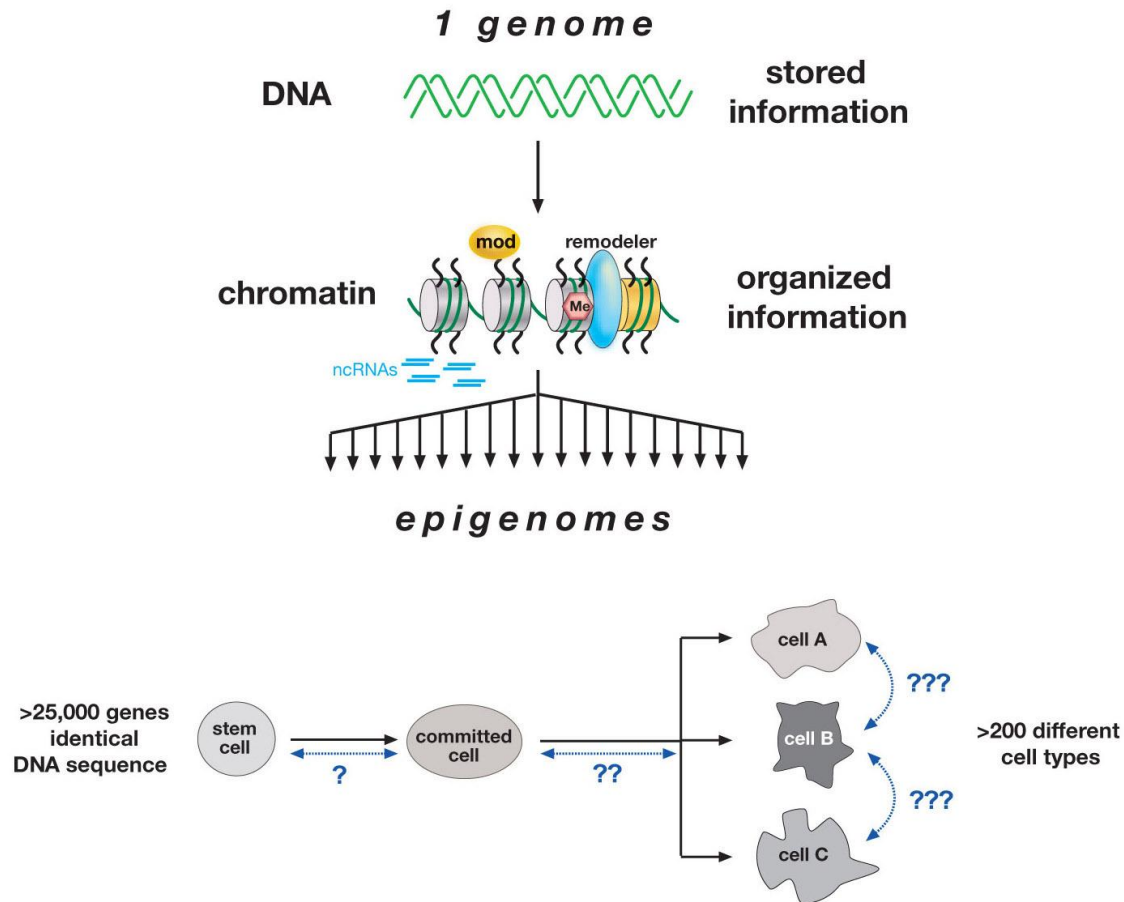 1 genome
DNA
stored
information
mod
remodeler
chromatin
Me
organized
information
ncRNAs
epigenomes
>25,000 genes
identical
DNA sequence
stem
cell
?
committed
cell
??
cell A
cell B
cell C
???
???
>200 different
cell types